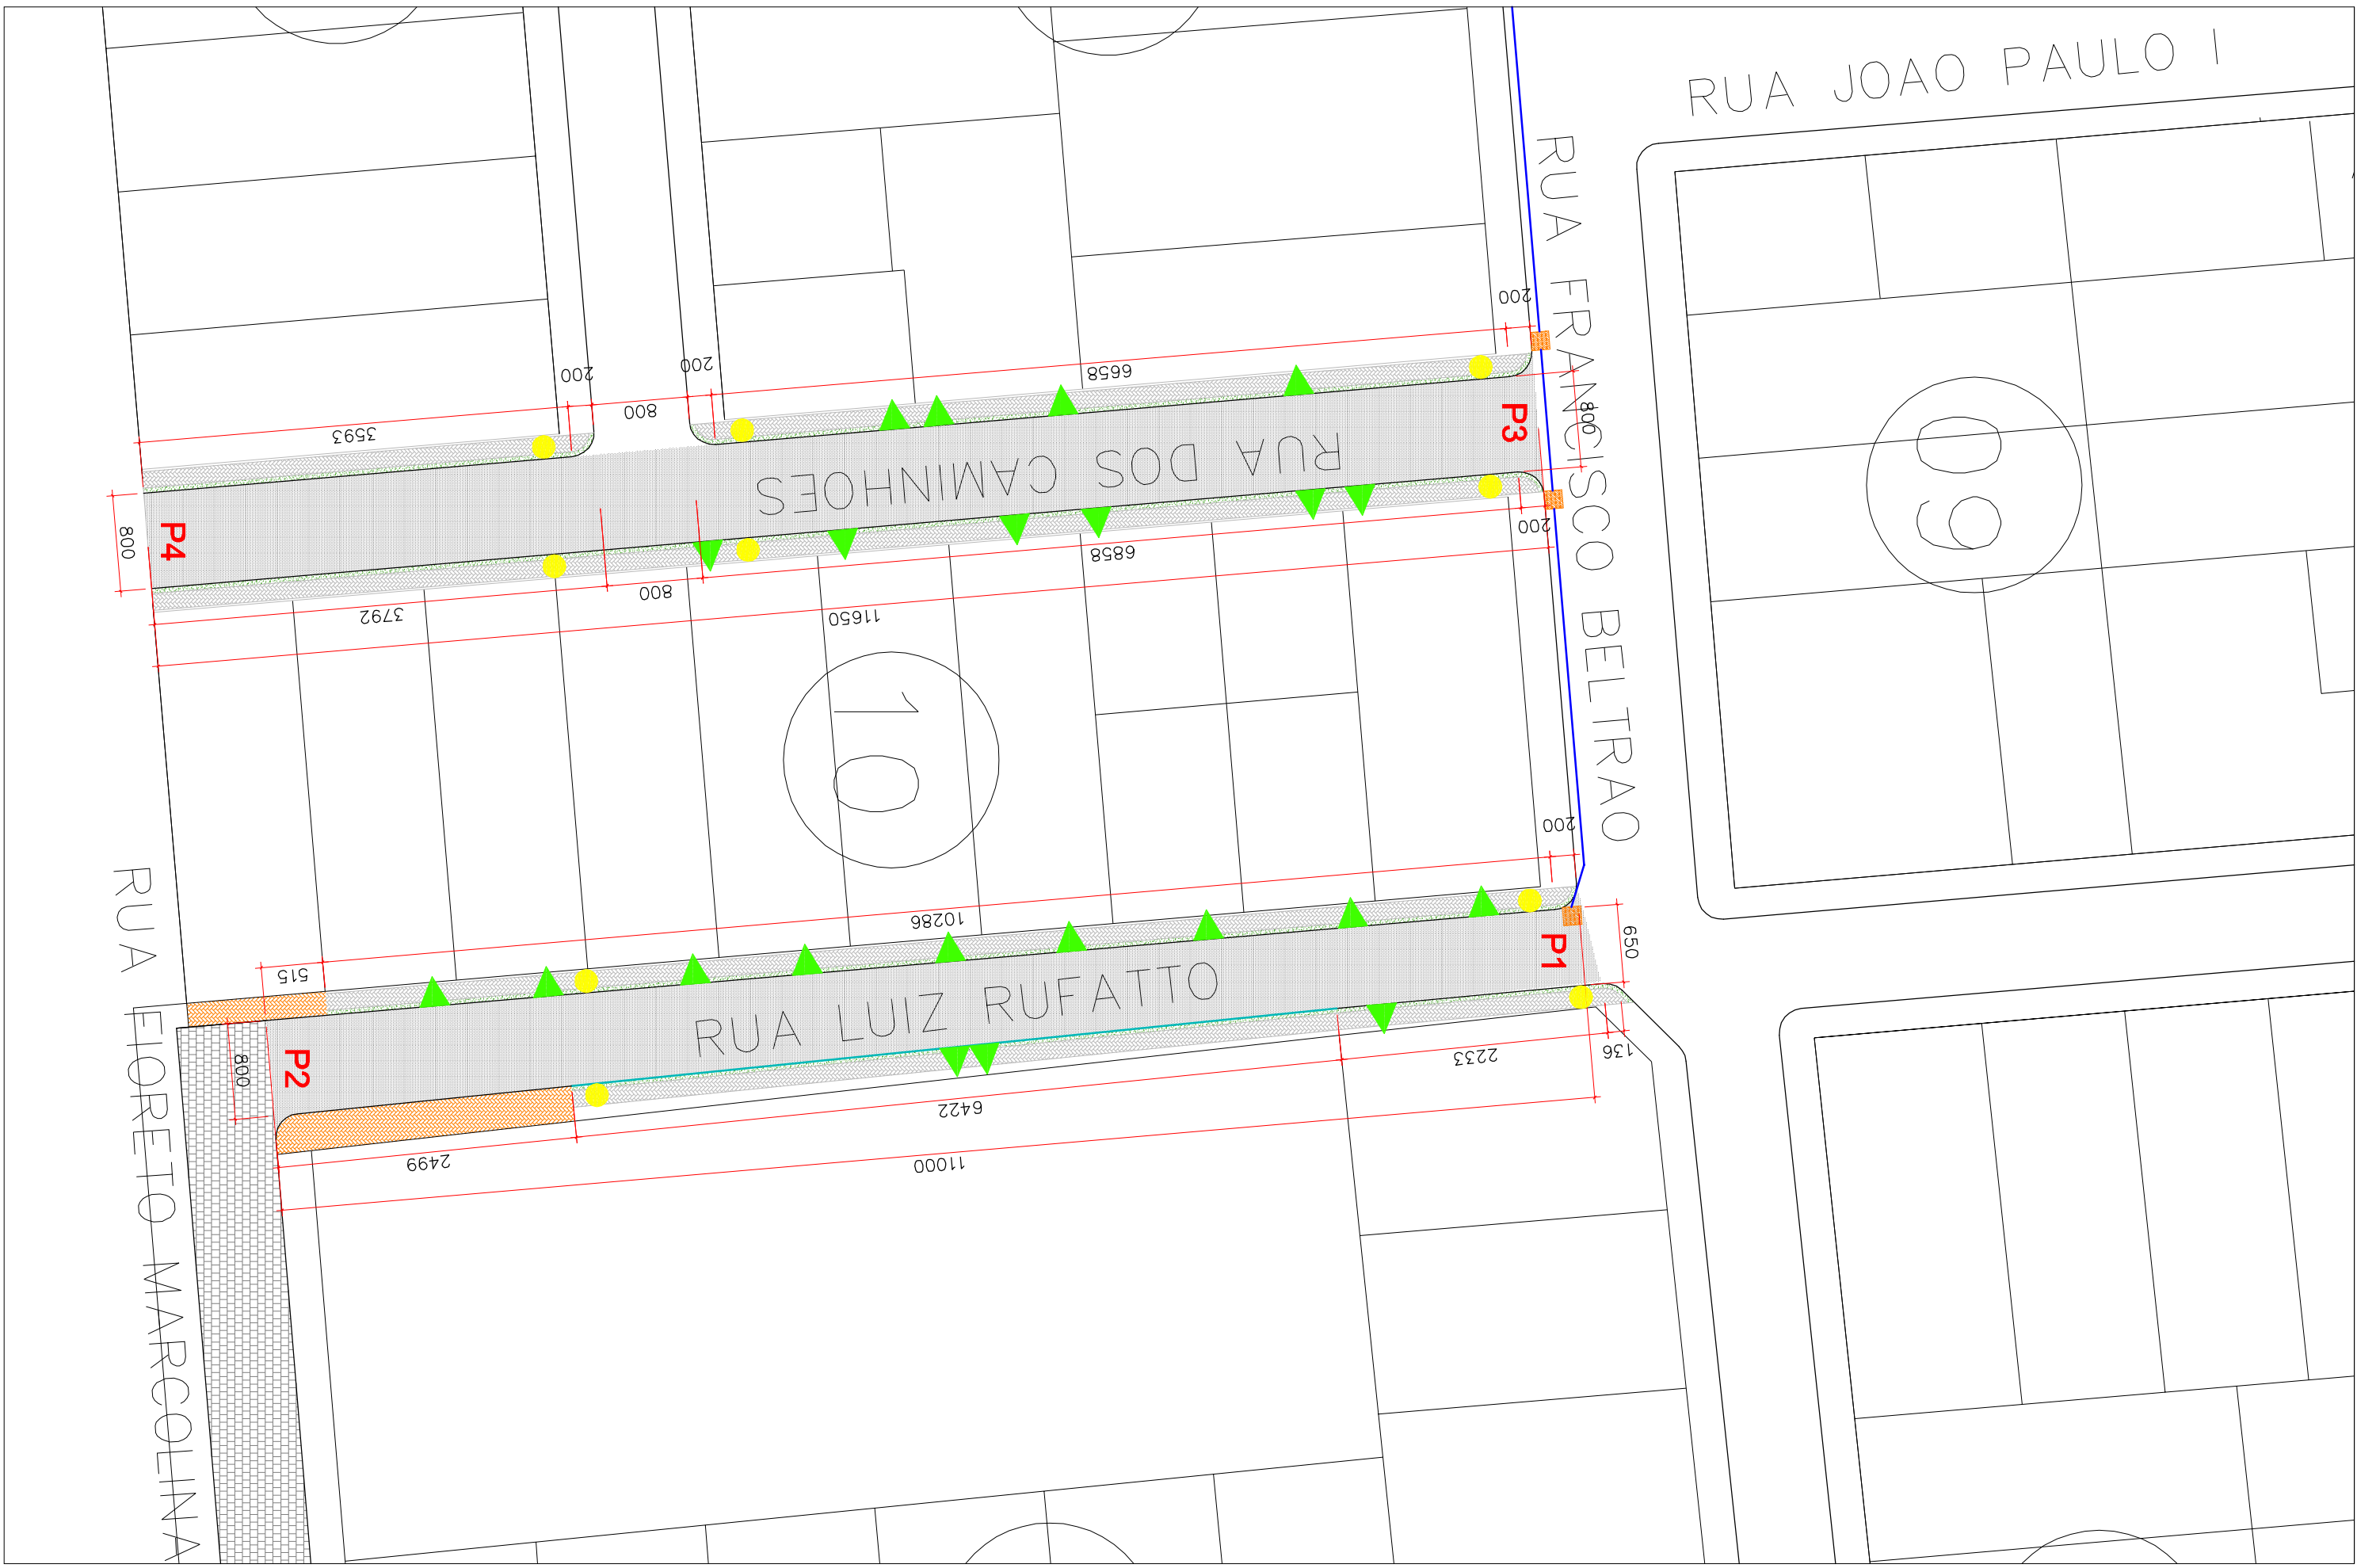 RUA JOAO PAULO I
RUA FRANCISCO BELTRAO
200
6658
200
800
200
3593
P3
800
RUA DOS CAMINHOES
P4
800
200
6858
800
3792
11650
09
10
200
10286
515
650
P1
RUA LUIZ RUFATTO
P2
800
136
2233
6422
2499
11000
RUA FIORETO MARCOLINA